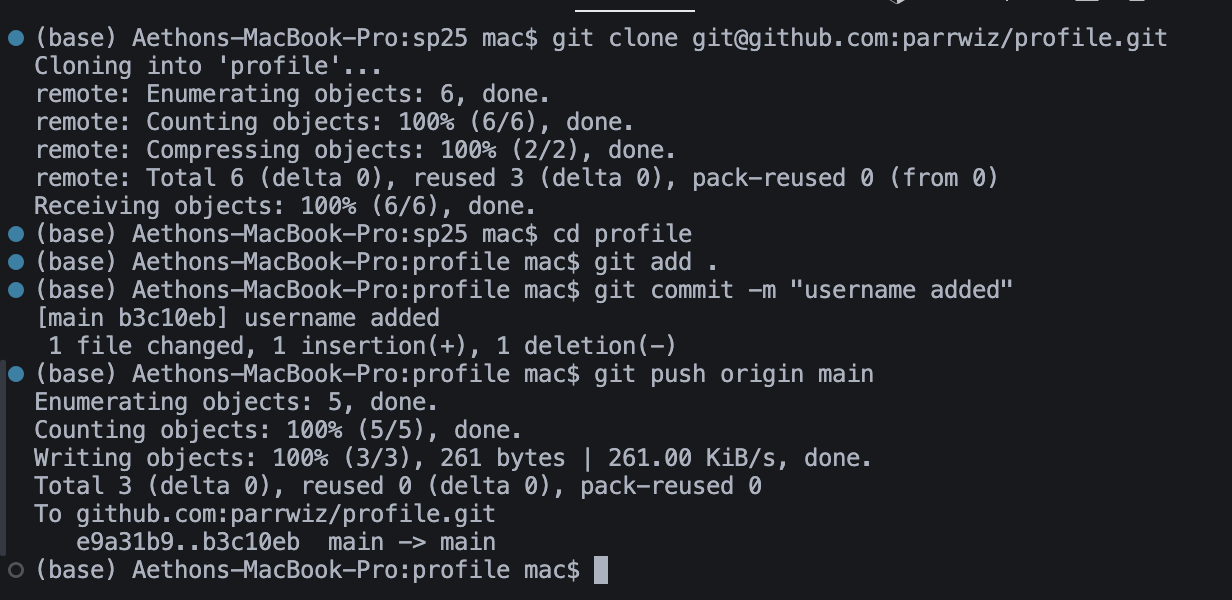 (base) Aethons-MacBook-Pro:sp25 mac$ git clone git@github.com:parrwiz/profile.git
Cloning into 'profile'...
remote: Enumerating objects: 6, done.
remote: Counting objects: 100% (6/6), done.
remote: Compressing objects: 100% (2/2), done.
remote: Total 6 (delta 0), reused 3 (delta 0), pack-reused 0 (from 0)
Receiving objects: 100% (6/6), done.
(base) Aethons-MacBook-Pro:sp25 mac$ cd profile
(base) Aethons-MacBook-Pro:profile mac$ git add .
(base) Aethons-MacBook-Pro:profile mac$ git commit -m "username added"
[main b3c10eb] username added
 1 file changed, 1 insertion(+), 1 deletion(-)
(base) Aethons-MacBook-Pro:profile mac$ git push origin main
Enumerating objects: 5, done.
Counting objects: 100% (5/5), done.
Writing objects: 100% (3/3), 261 bytes | 261.00 KiB/s, done.
Total 3 (delta 0), reused 0 (delta 0), pack-reused 0
To github.com:parrwiz/profile.git
   e9a31b9..b3c10eb  main -> main
(base) Aethons-MacBook-Pro:profile mac$